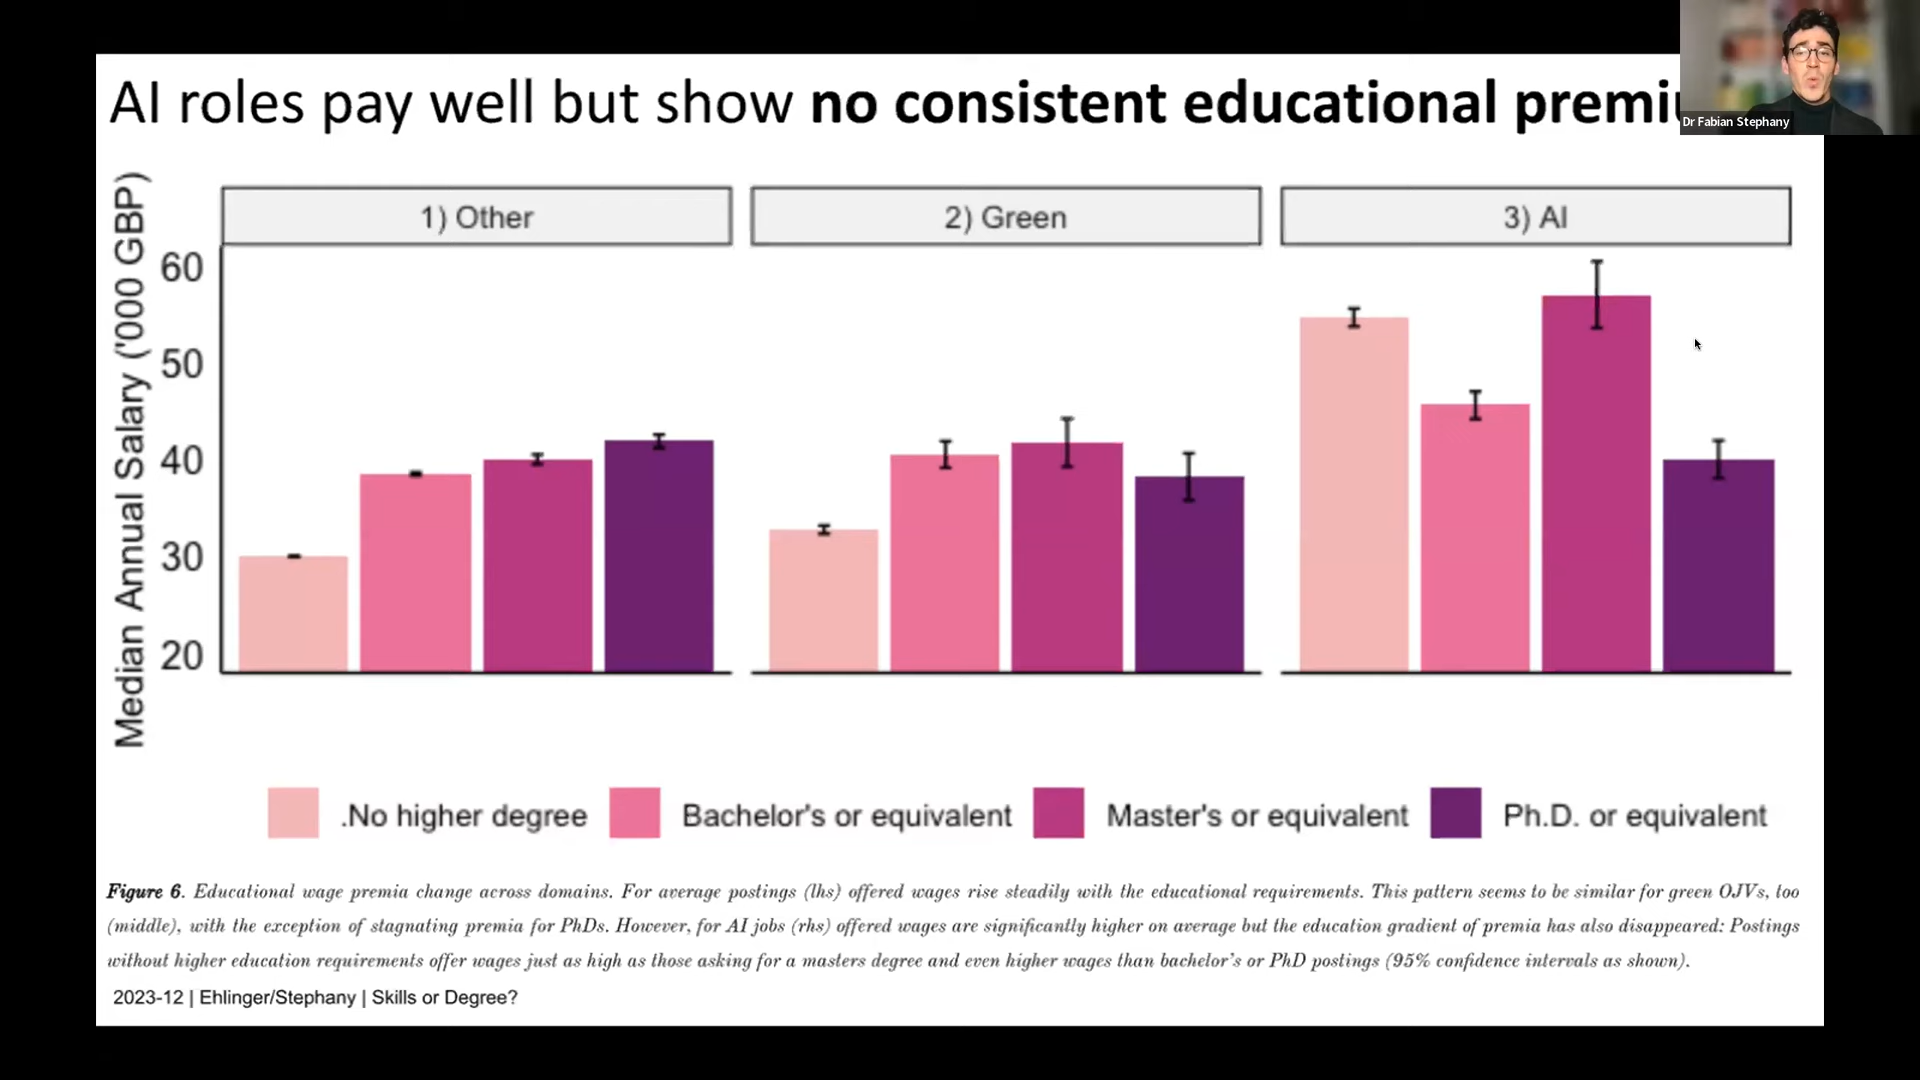 AI roles pay well but show no consistent educational premiu
Dr Fabian Stephany
Median Annual Salary ('000 GBP)
1) Other
2) Green
3) AI
60
50
40
30
20
.No higher degree
Bachelor's or equivalent
Master's or equivalent
Ph.D. or equivalent
Figure 6. Educational wage premia change across domains. For average postings (lhs) offered wages rise steadily with the educational requirements. This pattern seems to be similar for green OJVs, too
(middle), with the exception of stagnating premia for PhDs. However, for AI jobs (rhs) offered wages are significantly higher on average but the education gradient of premia has also disappeared: Postings
without higher education requirements offer wages just as high as those asking for a masters degree and even higher wages than bachelor's or PhD postings (95% confidence intervals as shown).
2023-12 | Ehlinger/Stephany | Skills or Degree?